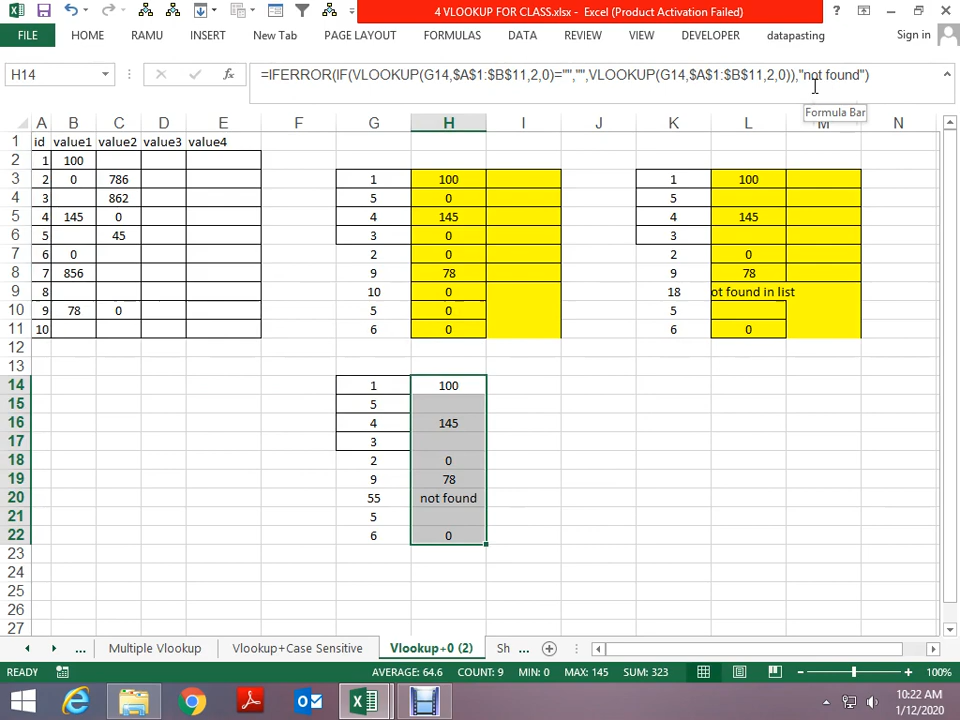 4 VLOOKUP FOR CLASS.xlsx - Excel (Product Activation Failed)
FILE HOME RAMU INSERT New Tab PAGE LAYOUT FORMULAS DATA REVIEW VIEW DEVELOPER datapasting Sign in
H14 fx =IFERROR(IF(VLOOKUP(G14,$A$1:$B$11,2,0)="","",VLOOKUP(G14,$A$1:$B$11,2,0)),"not found")
Formula Bar
A B C D E F G H I J K L M N
1 id value1 value2 value3 value4
2 1 100
3 2 0 786 1 100 1 100
4 3 862 5 0 5
5 4 145 0 4 145 4 145
6 5 45 3 0 3
7 6 0 2 0 2 0
8 7 856 9 78 9 78
9 8 10 0 18 ot found in list
10 9 78 0 5 0 5
11 10 6 0 6 0
12
13
14 1 100
15 5
16 4 145
17 3
18 2 0
19 9 78
20 55 not found
21 5
22 6 0
23
24
25
26
27
... Multiple Vlookup Vlookup+Case Sensitive Vlookup+0 (2) Sh ...
READY AVERAGE: 64.6 COUNT: 9 MIN: 0 MAX: 145 SUM: 323 100%
10:22 AM
1/12/2020